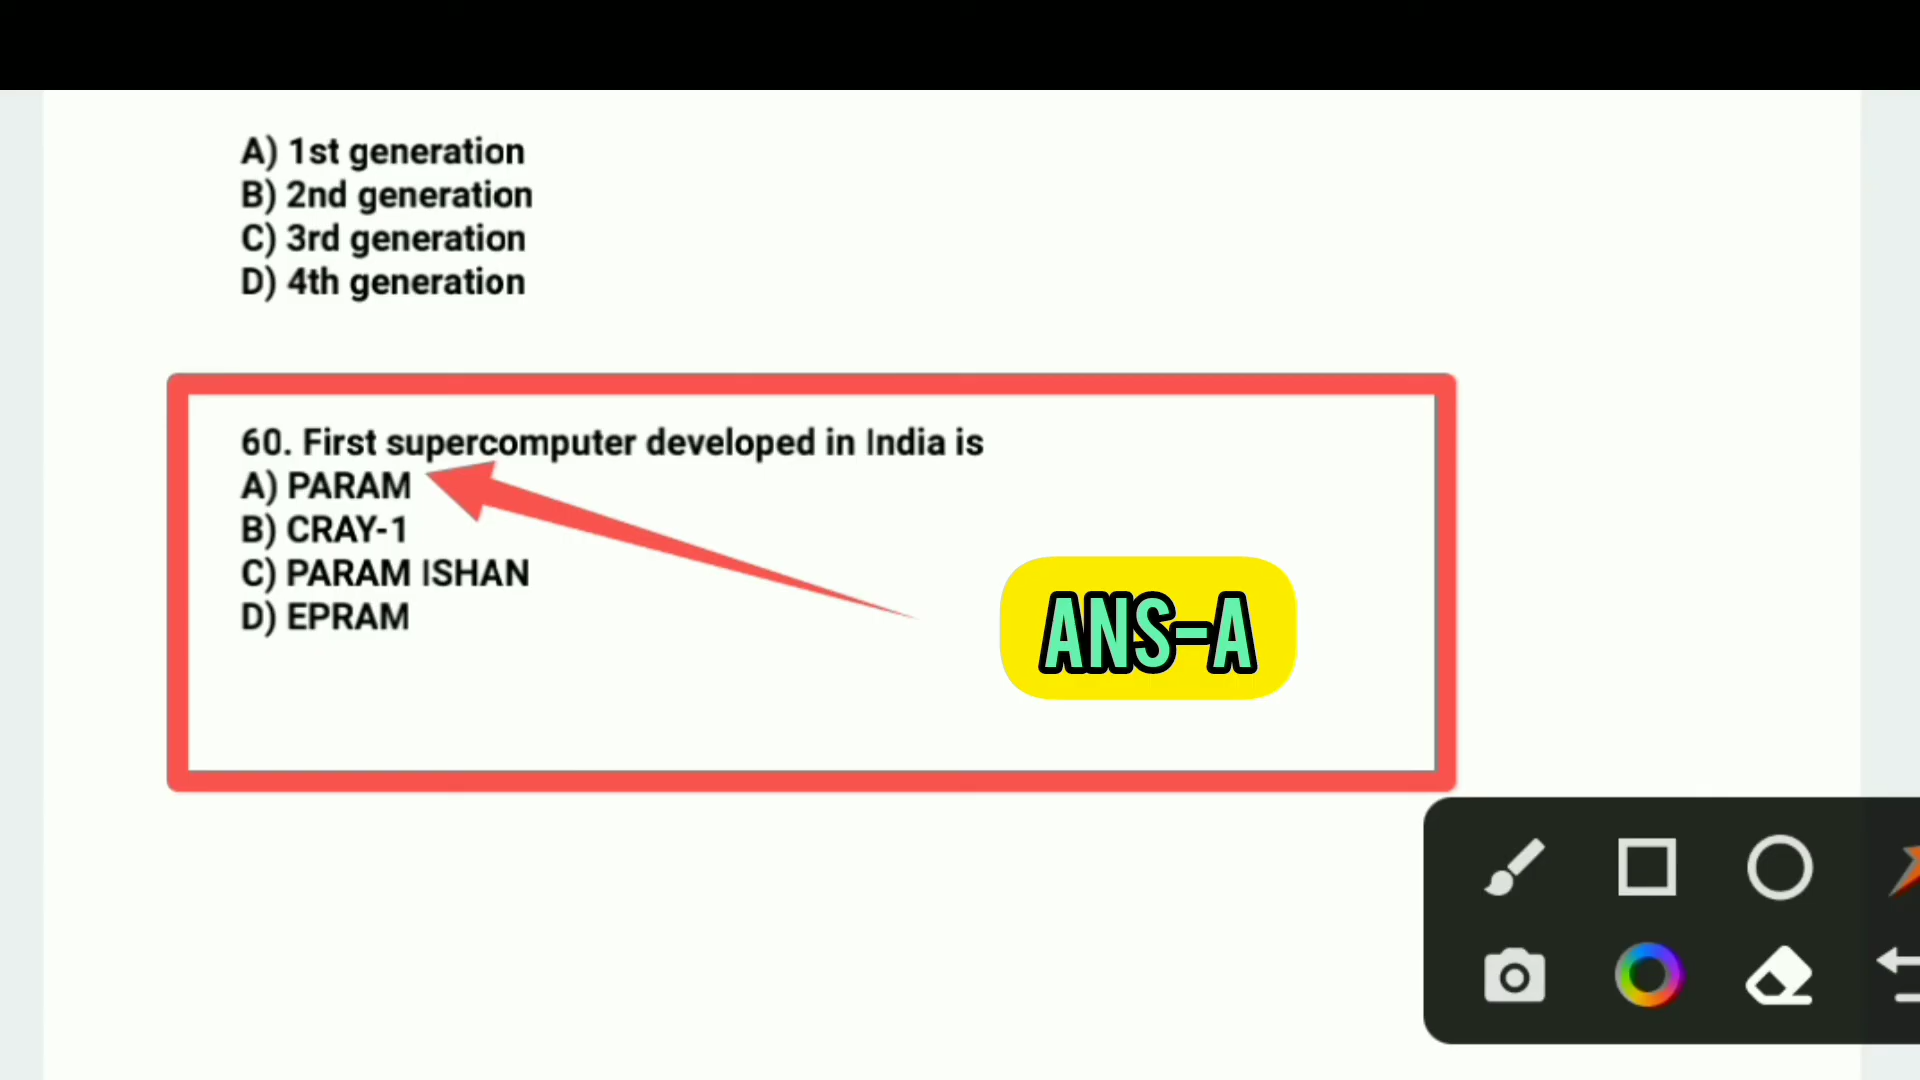 A) 1st generation
B) 2nd generation
C) 3rd generation
D) 4th generation
60. First supercomputer developed in India is
A) PARAM
B) CRAY-1
C) PARAM ISHAN
D) EPRAM
ANS-A